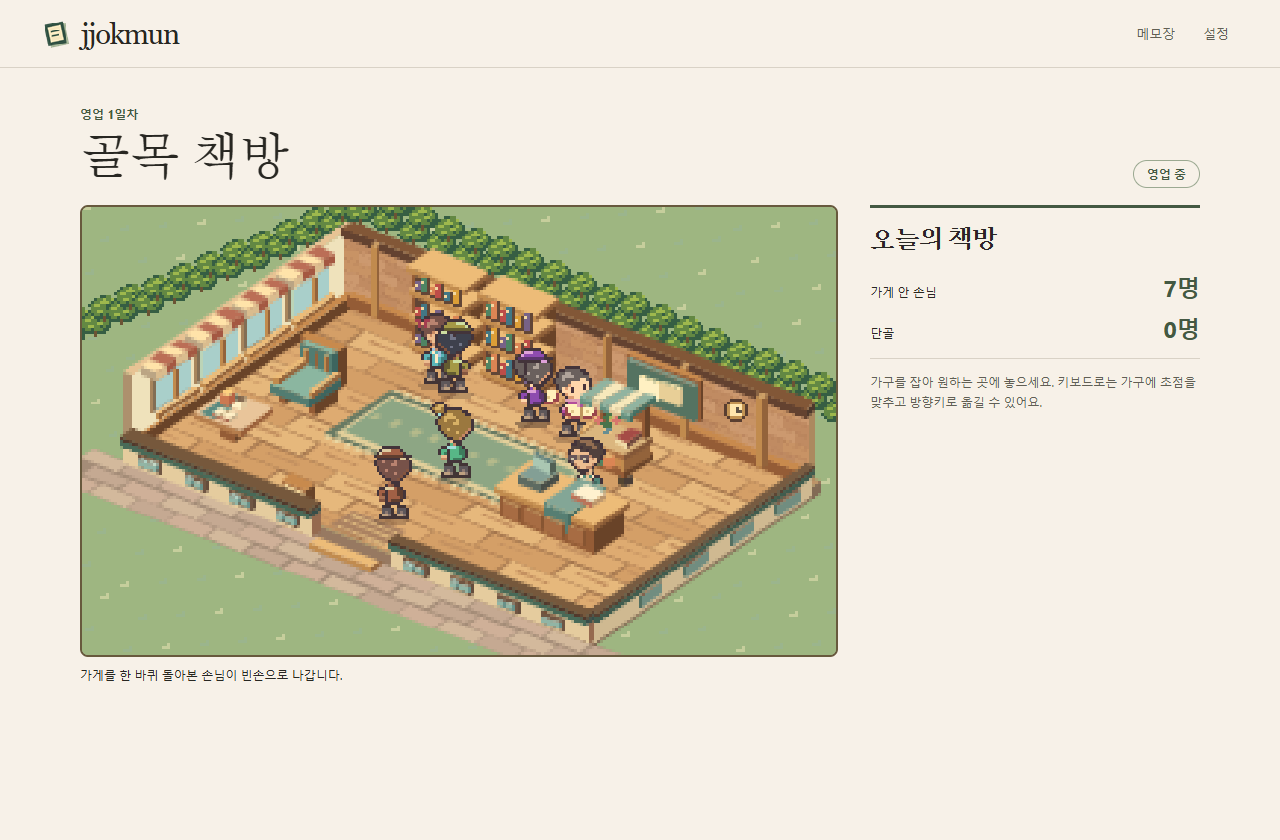 jjokmun
메모장
설정
영업 1일차
골목 책방
영업 중
오늘의 책방
가게 안 손님
7명
단골
0명
가구를 잡아 원하는 곳에 놓으세요. 키보드로는 가구에 초점을
맞추고 방향키로 옮길 수 있어요.
가게를 한 바퀴 돌아본 손님이 빈손으로 나갑니다.